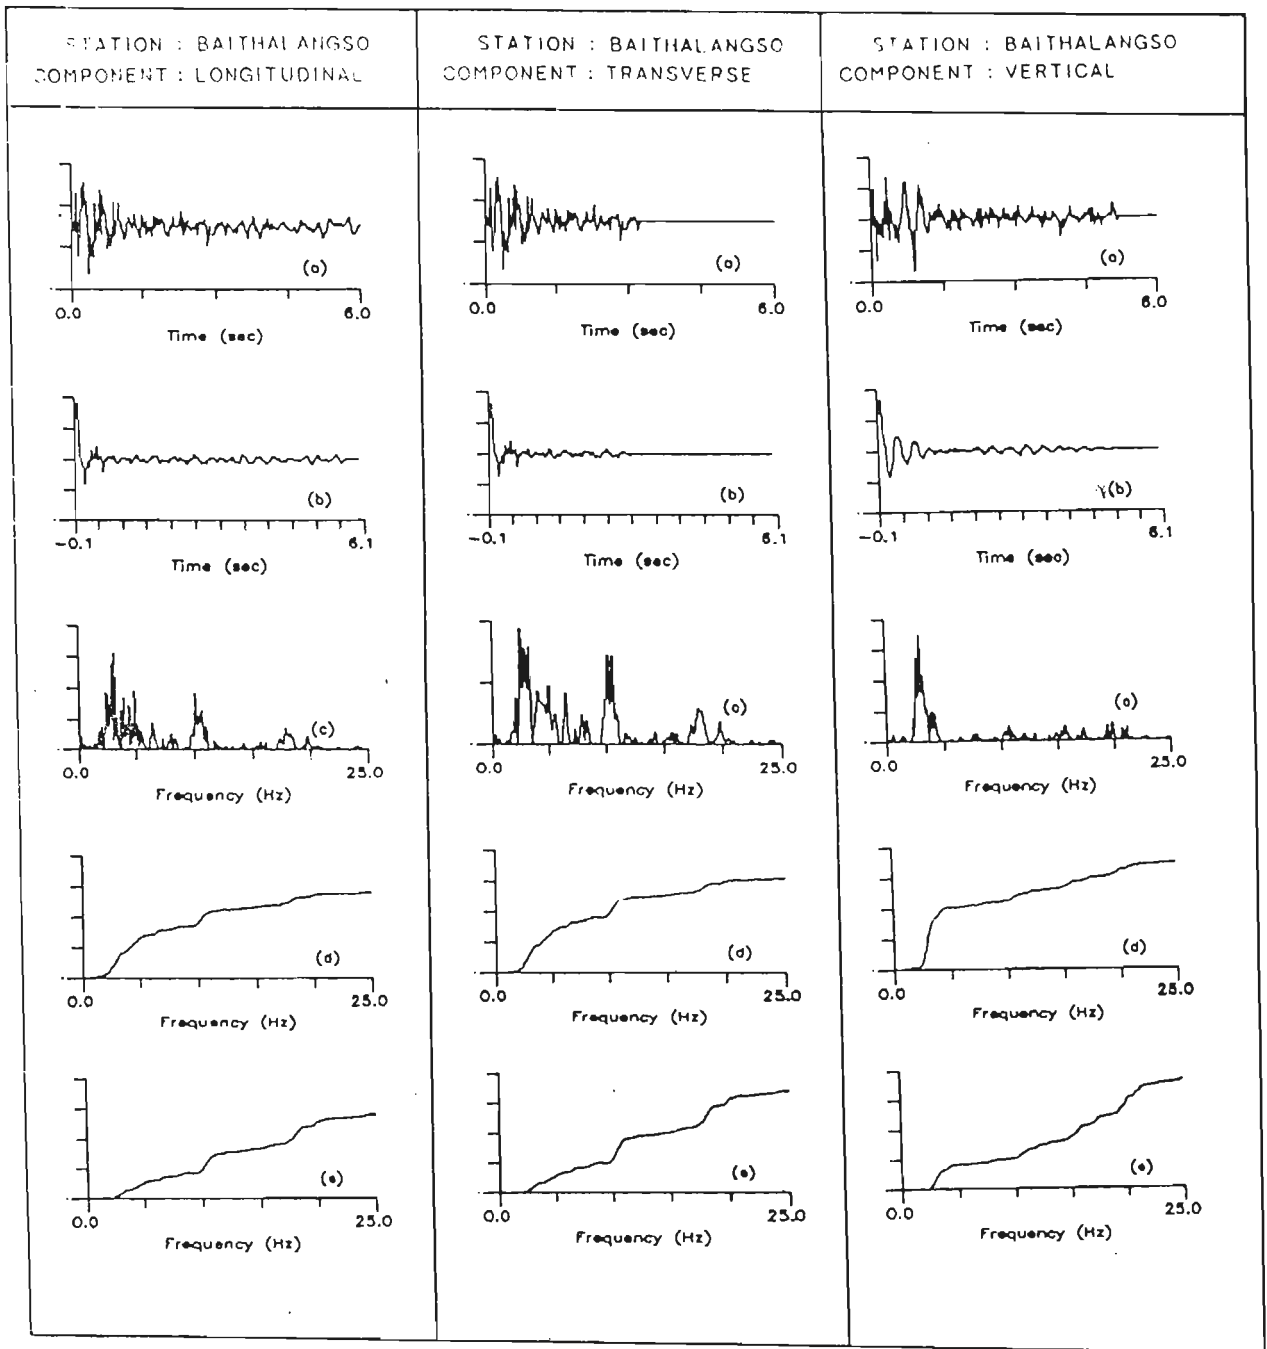 STATION : BAITHALANGSO
COMPONENT : LONGITUDINAL
(a)
0.0 6.0
Time (sec)
(b)
-0.1 6.1
Time (sec)
(c)
0.0 25.0
Frequency (Hz)
(d)
0.0 25.0
Frequency (Hz)
(e)
0.0 25.0
Frequency (Hz)
STATION : BAITHALANGSO
COMPONENT : TRANSVERSE
(a)
0.0 6.0
Time (sec)
(b)
-0.1 6.1
Time (sec)
(c)
0.0 25.0
Frequency (Hz)
(d)
0.0 25.0
Frequency (Hz)
(e)
0.0 25.0
Frequency (Hz)
STATION : BAITHALANGSO
COMPONENT : VERTICAL
(a)
0.0 6.0
Time (sec)
(b)
-0.1 6.1
Time (sec)
(c)
0.0 25.0
Frequency (Hz)
(d)
0.0 25.0
Frequency (Hz)
(e)
0.0 25.0
Frequency (Hz)